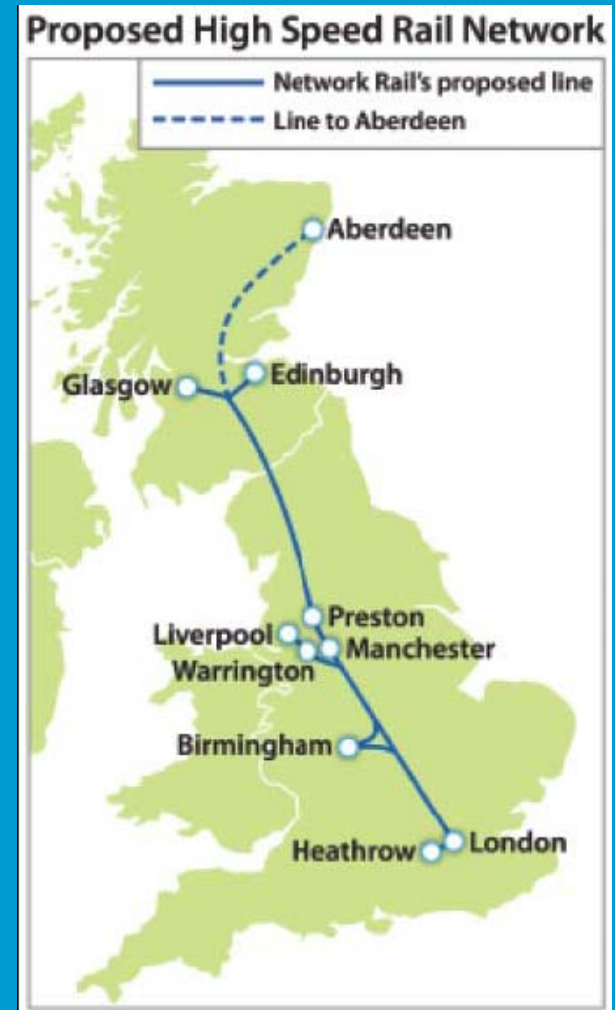 Proposed High Speed Rail Network
Network Rail's proposed line
Line to Aberdeen
Aberdeen
Edinburgh
Glasgow
Preston
Liverpool
Manchester
Warrington
Birmingham
London
Heathrow